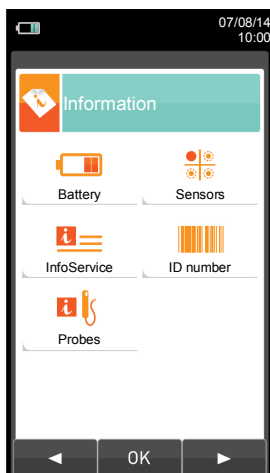 07/08/14
10:00
Information
Battery
Sensors
InfoService
ID number
Probes
OK